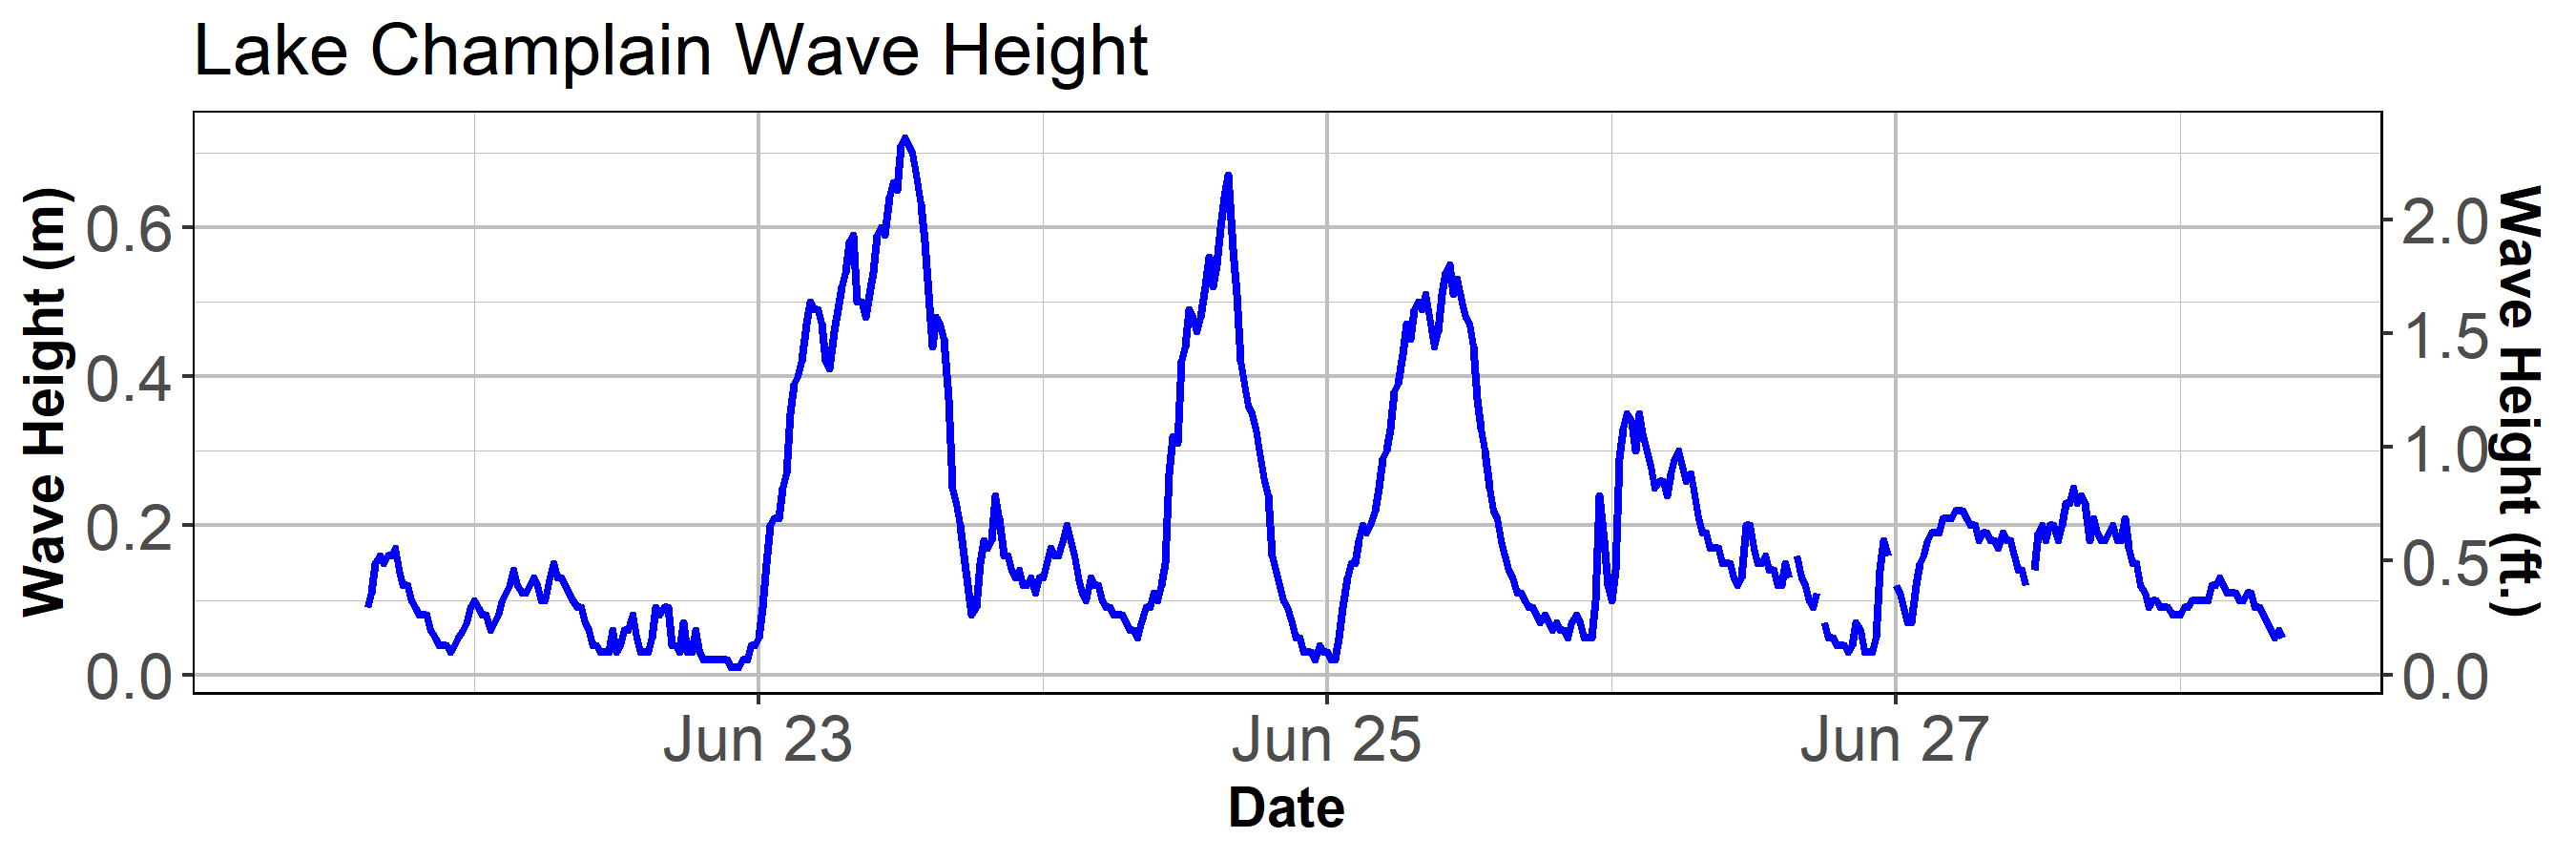 Lake Champlain Wave Height
Wave Height (m)
0.6
0.4
0.2
0.0
2.0
1.5
1.0
0.5
0.0
Wave Height (ft.)
Jun 23
Jun 25
Jun 27
Date